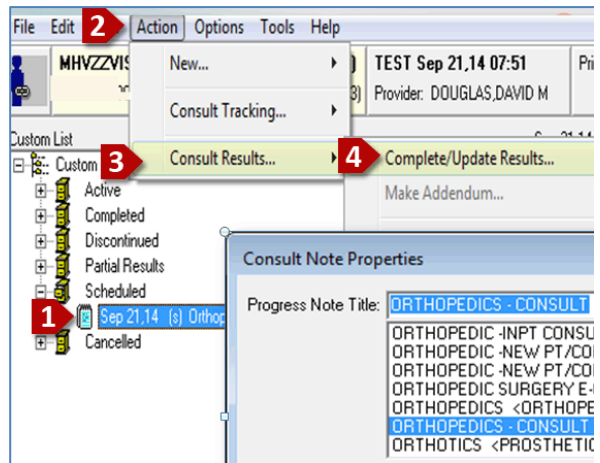 File Edit 2 Action Options Tools Help
MHVZZVIS
TEST Sep 21,14 07:51
3) Provider: DOUGLAS,DAVID M
New...
Consult Tracking...
Custom List
3 Consult Results...
4 Complete/Update Results...
Make Addendum...
Custom
Active
Completed
Discontinued
Partial Results
Scheduled
1 Sep 21,14 (s) Orthop
Cancelled
Consult Note Properties
Progress Note Title: ORTHOPEDICS - CONSULT
ORTHOPEDIC -INPT CONSU
ORTHOPEDIC -NEW PT/CO
ORTHOPEDIC -NEW PT/CO
ORTHOPEDIC SURGERY E-
ORTHOPEDICS <ORTHOPE
ORTHOPEDICS - CONSULT
ORTHOTICS <PROSTHETIC